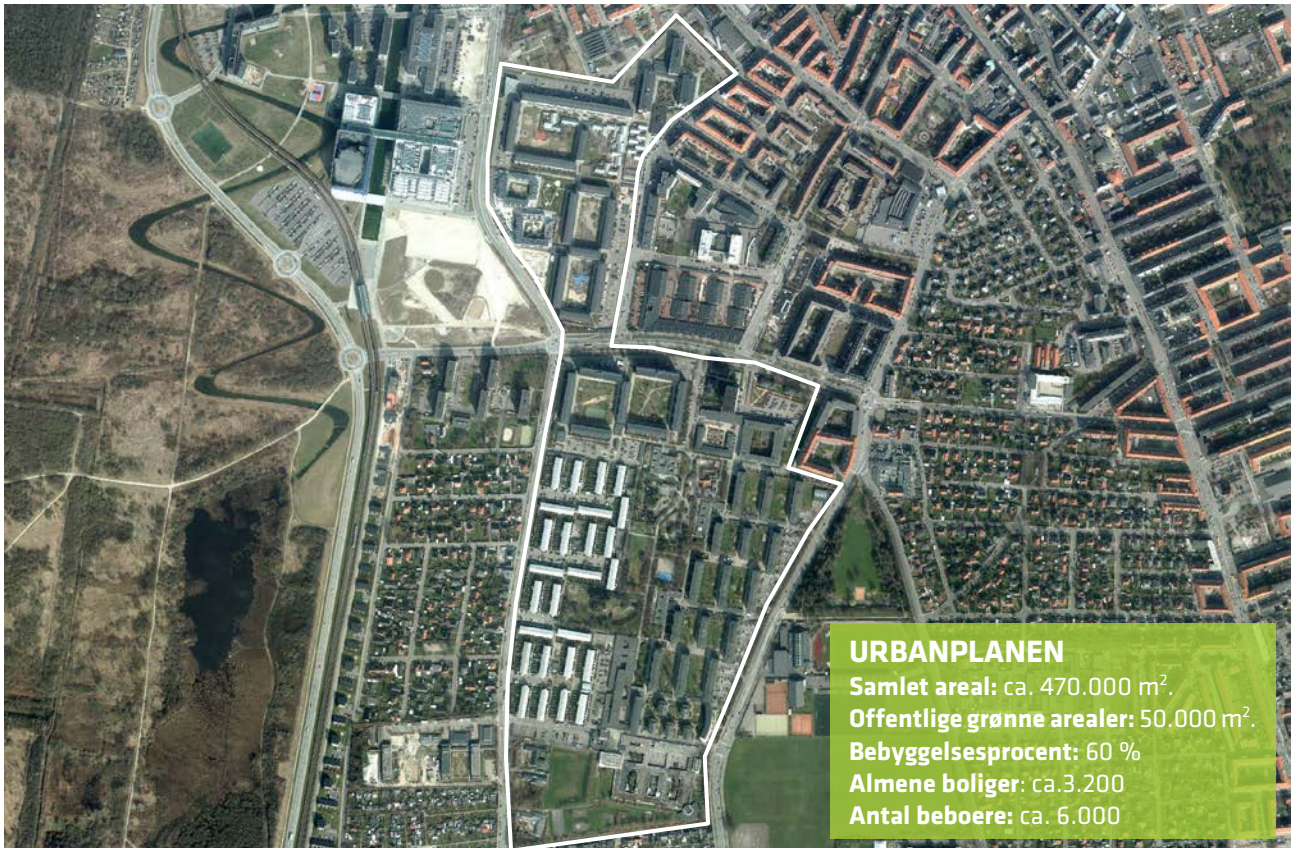 URBANPLANEN
Samlet areal: ca. 470.000 m².
Offentlige grønne arealer: 50.000 m².
Bebyggelsesprocent: 60 %
Almene boliger: ca.3.200
Antal beboere: ca. 6.000